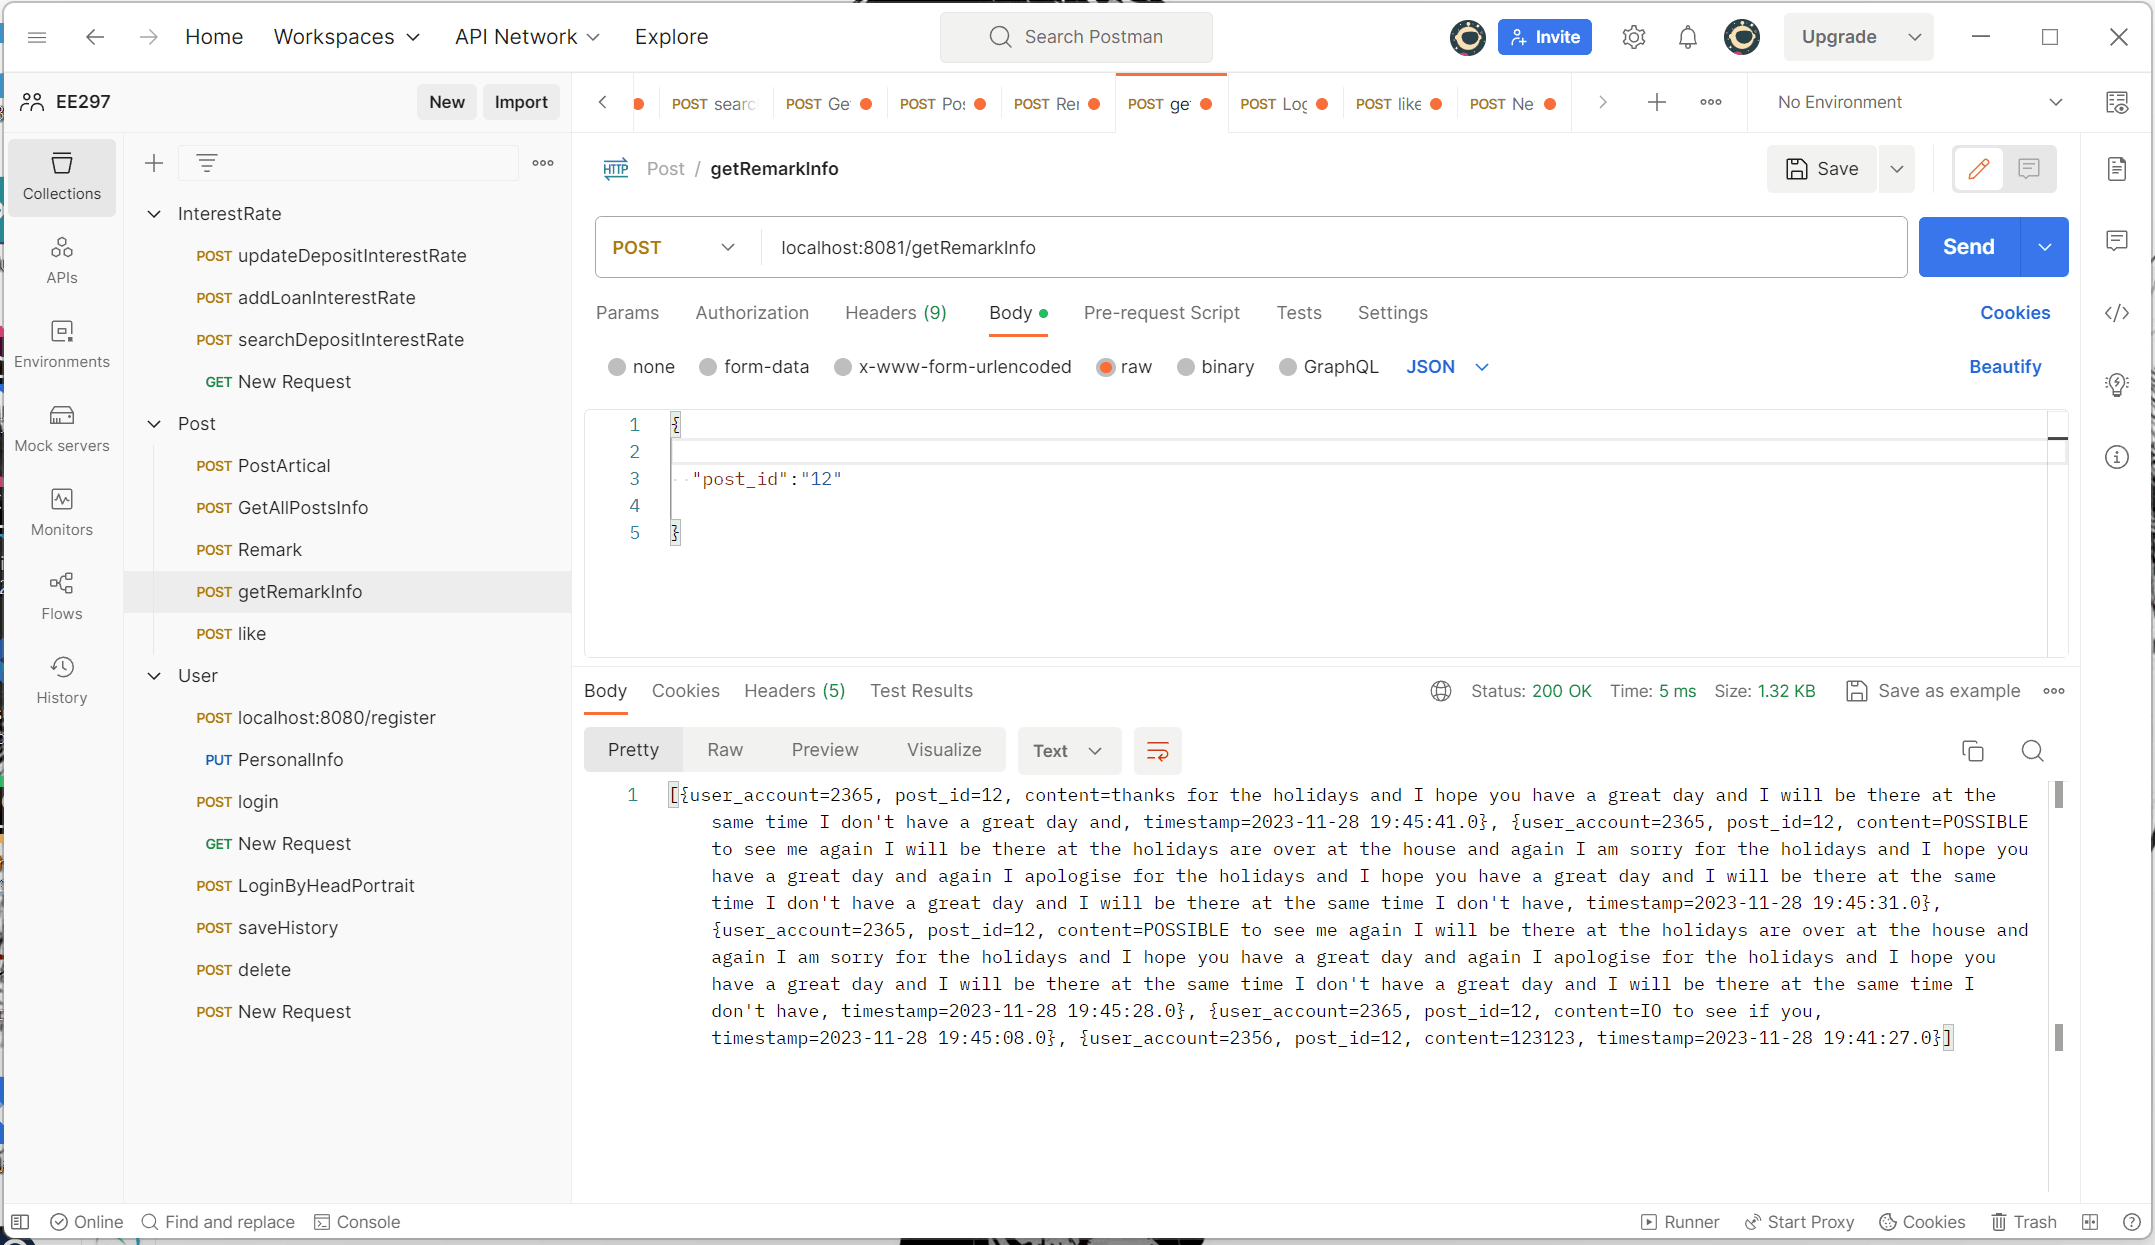 Home Workspaces API Network Explore Search Postman Invite Upgrade
EE297 New Import
POST searc POST Ge POST Pos POST Rei POST get POST Log POST like POST Ne No Environment
Collections
APIs
Environments
Mock servers
Monitors
Flows
History
InterestRate
POST updateDepositInterestRate
POST addLoanInterestRate
POST searchDepositInterestRate
GET New Request
Post
POST PostArtical
POST GetAllPostsInfo
POST Remark
POST getRemarkInfo
POST like
User
POST localhost:8080/register
PUT PersonalInfo
POST login
GET New Request
POST LoginByHeadPortrait
POST saveHistory
POST delete
POST New Request
HTTP Post / getRemarkInfo Save
POST localhost:8081/getRemarkInfo Send
Params Authorization Headers (9) Body Pre-request Script Tests Settings Cookies
none form-data x-www-form-urlencoded raw binary GraphQL JSON Beautify
1 {
2
3 "post_id":"12"
4
5 }
Body Cookies Headers (5) Test Results Status: 200 OK Time: 5 ms Size: 1.32 KB Save as example
Pretty Raw Preview Visualize Text
1 [{user_account=2365, post_id=12, content=thanks for the holidays and I hope you have a great day and I will be there at the
same time I don't have a great day and, timestamp=2023-11-28 19:45:41.0}, {user_account=2365, post_id=12, content=POSSIBLE
to see me again I will be there at the holidays are over at the house and again I am sorry for the holidays and I hope you
have a great day and again I apologise for the holidays and I hope you have a great day and I will be there at the same
time I don't have a great day and I will be there at the same time I don't have, timestamp=2023-11-28 19:45:31.0},
{user_account=2365, post_id=12, content=POSSIBLE to see me again I will be there at the holidays are over at the house and
again I am sorry for the holidays and I hope you have a great day and again I apologise for the holidays and I hope you
have a great day and I will be there at the same time I don't have a great day and I will be there at the same time I
don't have, timestamp=2023-11-28 19:45:28.0}, {user_account=2365, post_id=12, content=IO to see if you,
timestamp=2023-11-28 19:45:08.0}, {user_account=2356, post_id=12, content=123123, timestamp=2023-11-28 19:41:27.0}]
Online Find and replace Console Runner Start Proxy Cookies Trash